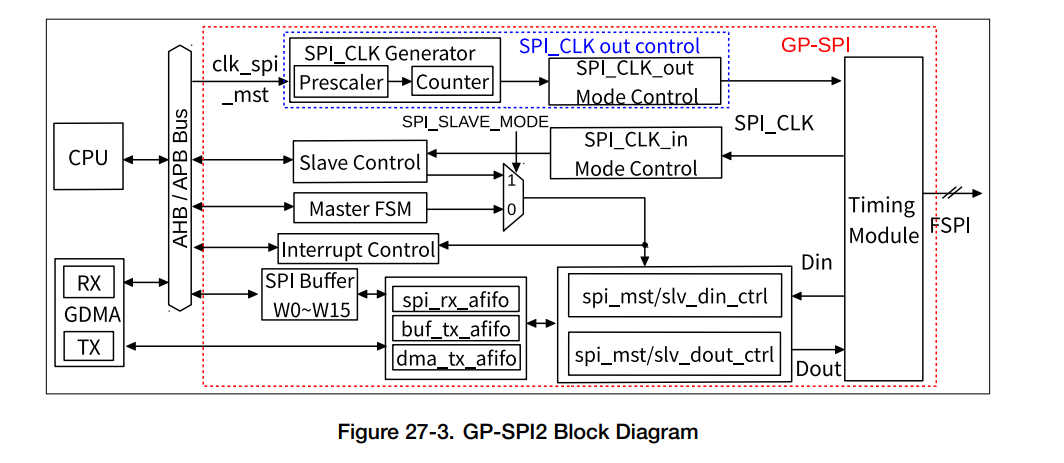 SPI_CLK out control
GP-SPI
clk_spi
_mst
SPI_CLK Generator
Prescaler
Counter
SPI_CLK_out
Mode Control
AHB / APB Bus
CPU
SPI_SLAVE_MODE
Slave Control
SPI_CLK_in
Mode Control
SPI_CLK
1
0
Master FSM
Interrupt Control
Timing
Module
FSPI
RX
GDMA
TX
SPI Buffer
W0~W15
spi_rx_afifo
buf_tx_afifo
dma_tx_afifo
spi_mst/slv_din_ctrl
spi_mst/slv_dout_ctrl
Din
Dout
Figure 27-3. GP-SPI2 Block Diagram